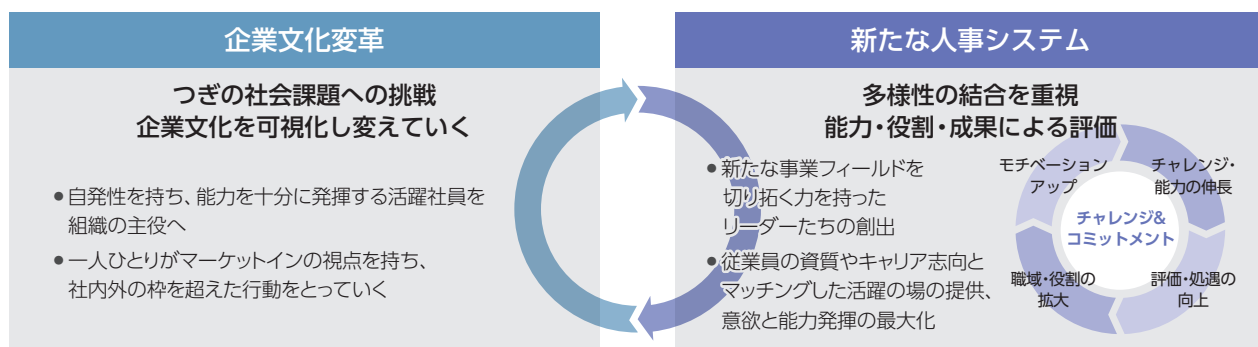 企業文化変革
つぎの社会課題への挑戦
企業文化を可視化し変えていく
●自発性を持ち、能力を十分に発揮する活躍社員を
組織の主役へ
●一人ひとりがマーケットインの視点を持ち、
社内外の枠を超えた行動をとっていく
新たな人事システム
多様性の結合を重視
能力・役割・成果による評価
●新たな事業フィールドを
切り拓く力を持った
リーダーたちの創出
●従業員の資質やキャリア志向と
マッチングした活躍の場の提供、
意欲と能力発揮の最大化
モチベーション
アップ
チャレンジ・
能力の伸長
チャレンジ&
コミットメント
職域・役割の
拡大
評価・処遇の
向上